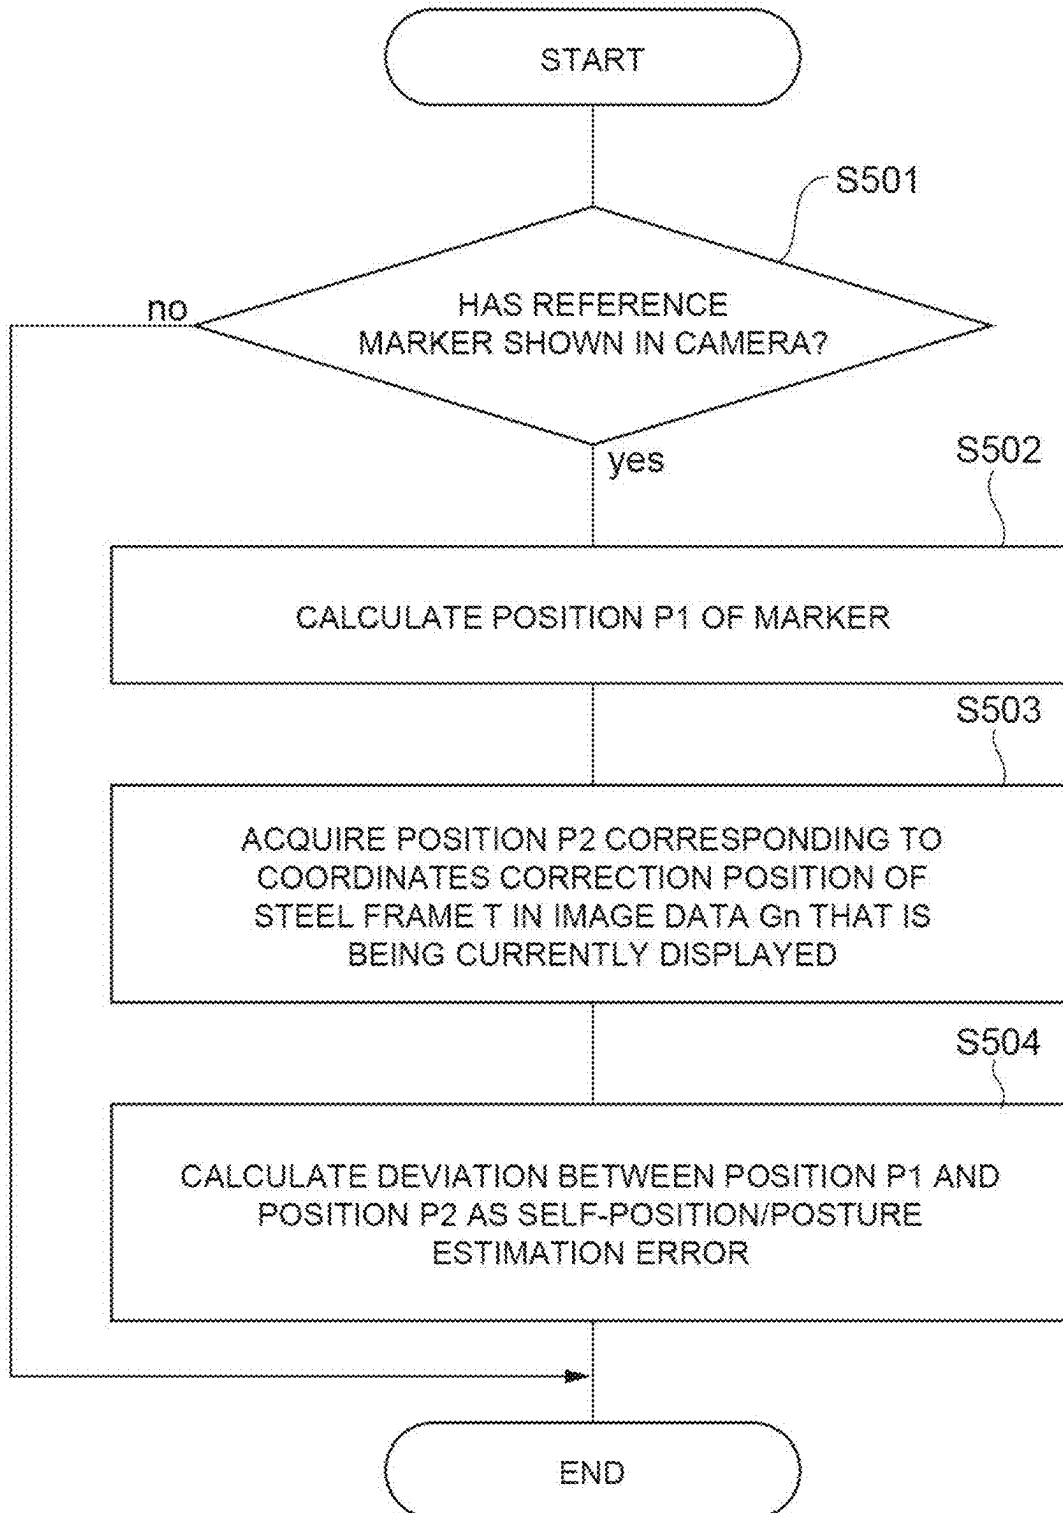 START
S501
HAS REFERENCE
MARKER SHOWN IN CAMERA?
no
yes
S502
CALCULATE POSITION P1 OF MARKER
S503
ACQUIRE POSITION P2 CORRESPONDING TO
COORDINATES CORRECTION POSITION OF
STEEL FRAME T IN IMAGE DATA Gn THAT IS
BEING CURRENTLY DISPLAYED
S504
CALCULATE DEVIATION BETWEEN POSITION P1 AND
POSITION P2 AS SELF-POSITION/POSTURE
ESTIMATION ERROR
END